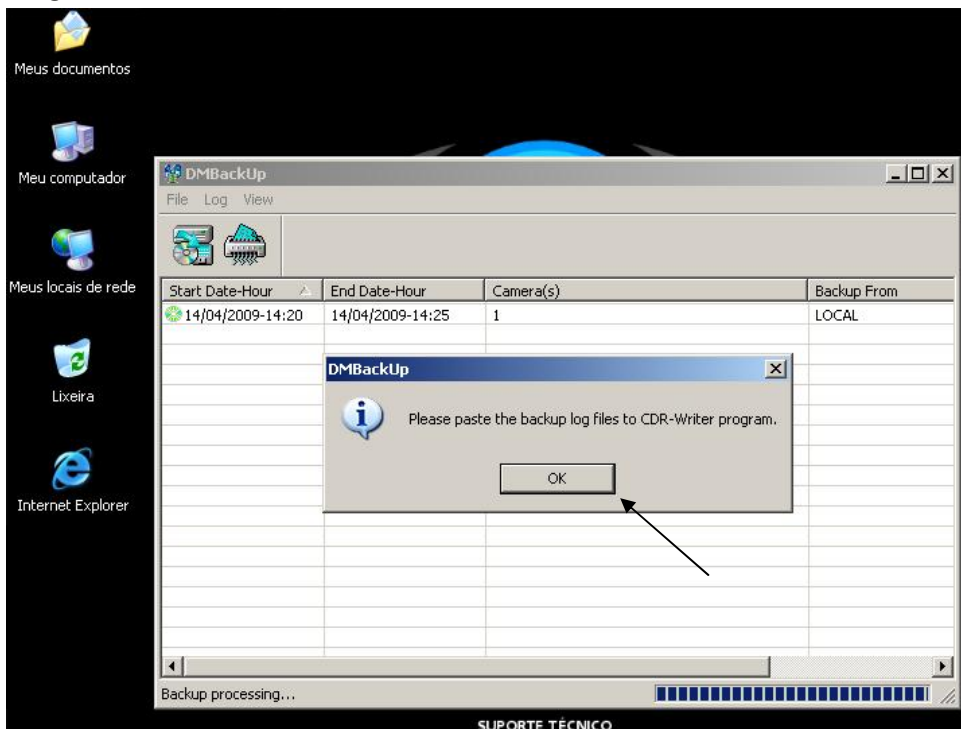 Meus documentos
Meu computador
Meus locais de rede
Lixeira
Internet Explorer
DMBackUp
File Log View
Start Date-Hour End Date-Hour Camera(s) Backup From
14/04/2009-14:20 14/04/2009-14:25 1 LOCAL
DMBackUp
Please paste the backup log files to CDR-Writer program.
OK
Backup processing...
SUPORTE TÉCNICO